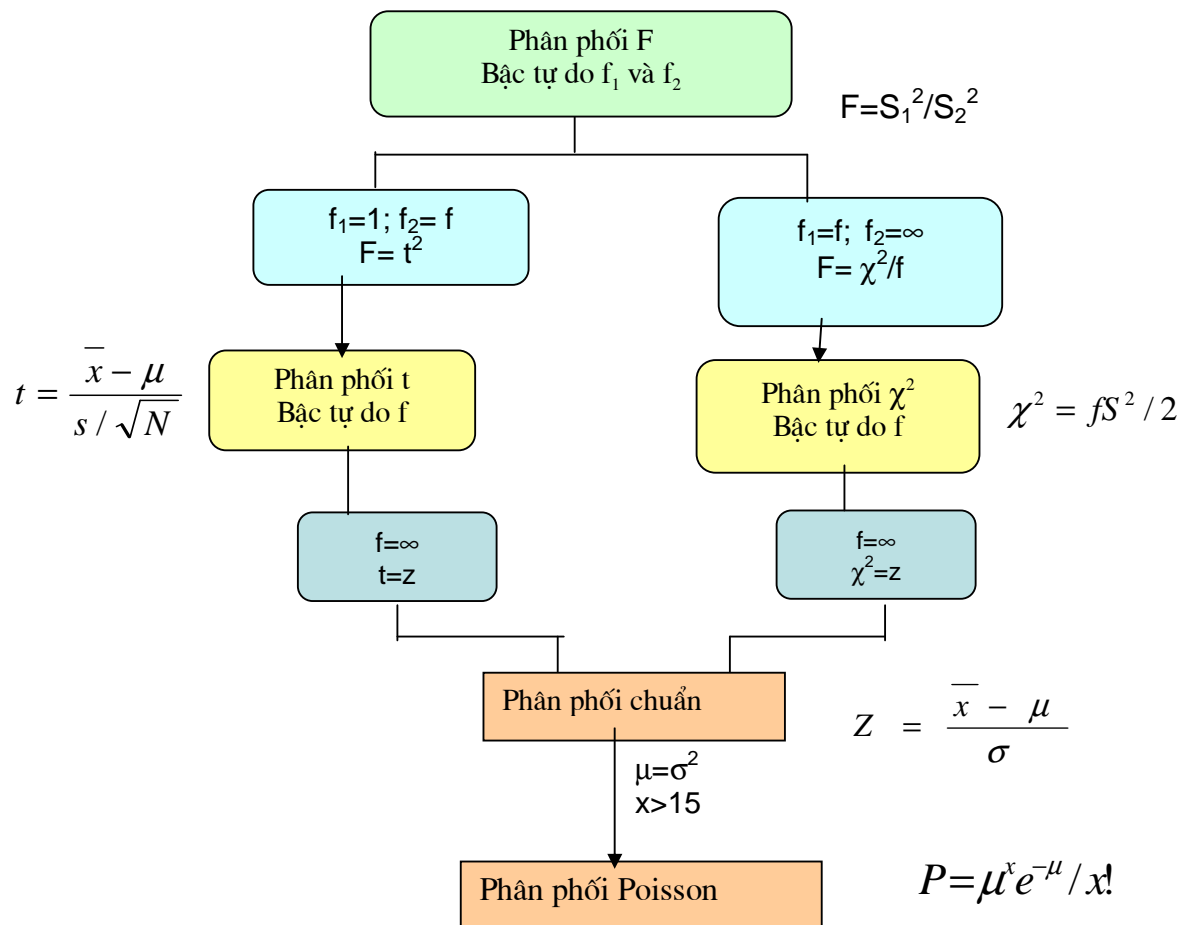 Phân phối F
Bậc tự do f₁ và f₂
F=S₁²/S₂²
f₁=1; f₂= f
F= t²
f₁=f; f₂=∞
F= χ²/f
t = (x̄ − μ) / (s / √N)
Phân phối t
Bậc tự do f
Phân phối χ²
Bậc tự do f
χ² = fS² / 2
f=∞
t=z
f=∞
χ²=z
Phân phối chuẩn
Z = (x̄ − μ) / σ
μ=σ²
x>15
Phân phối Poisson
P=μˣe⁻μ/x!